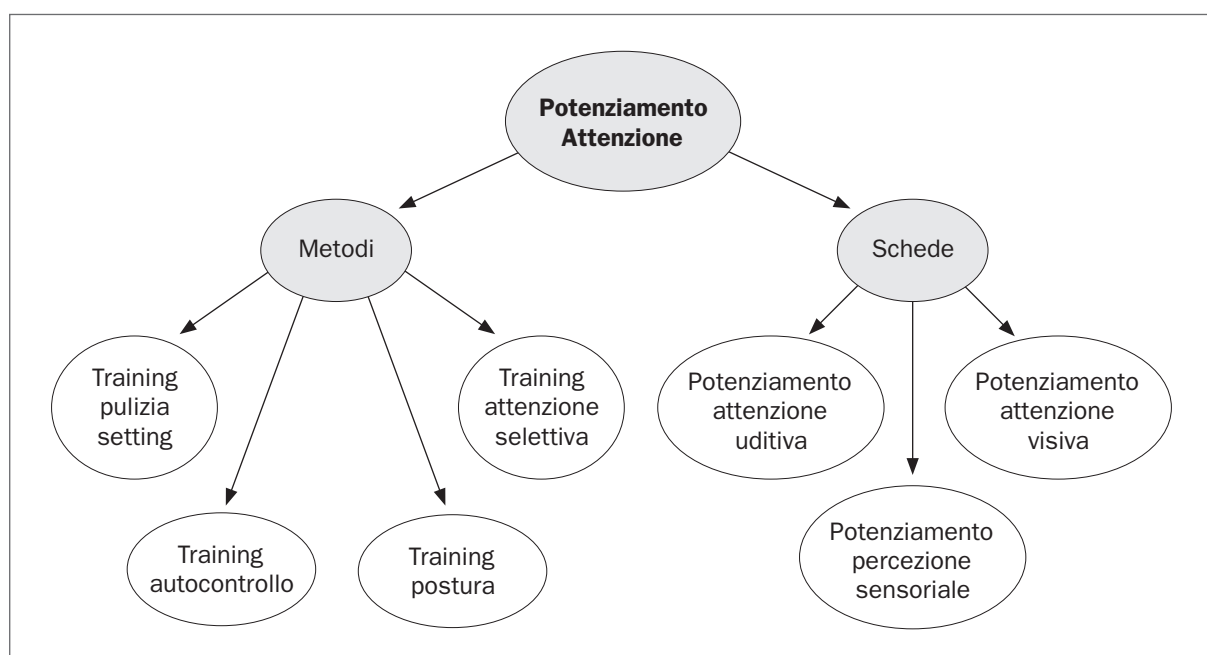 Potenziamento
Attenzione
Metodi
Schede
Training
pulizia
setting
Training
attenzione
selettiva
Potenziamento
attenzione
uditiva
Potenziamento
attenzione
visiva
Training
autocontrollo
Training
postura
Potenziamento
percezione
sensoriale